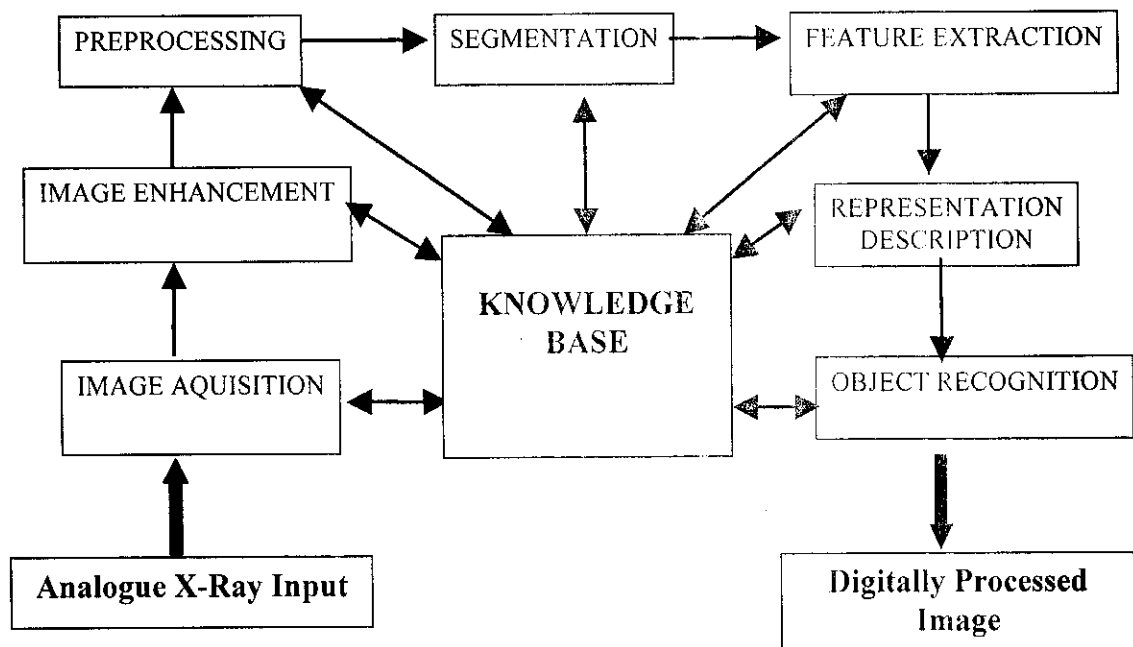 PREPROCESSING
SEGMENTATION
FEATURE EXTRACTION
IMAGE ENHANCEMENT
REPRESENTATION
DESCRIPTION
KNOWLEDGE
BASE
IMAGE AQUISITION
OBJECT RECOGNITION
Analogue X-Ray Input
Digitally Processed
Image